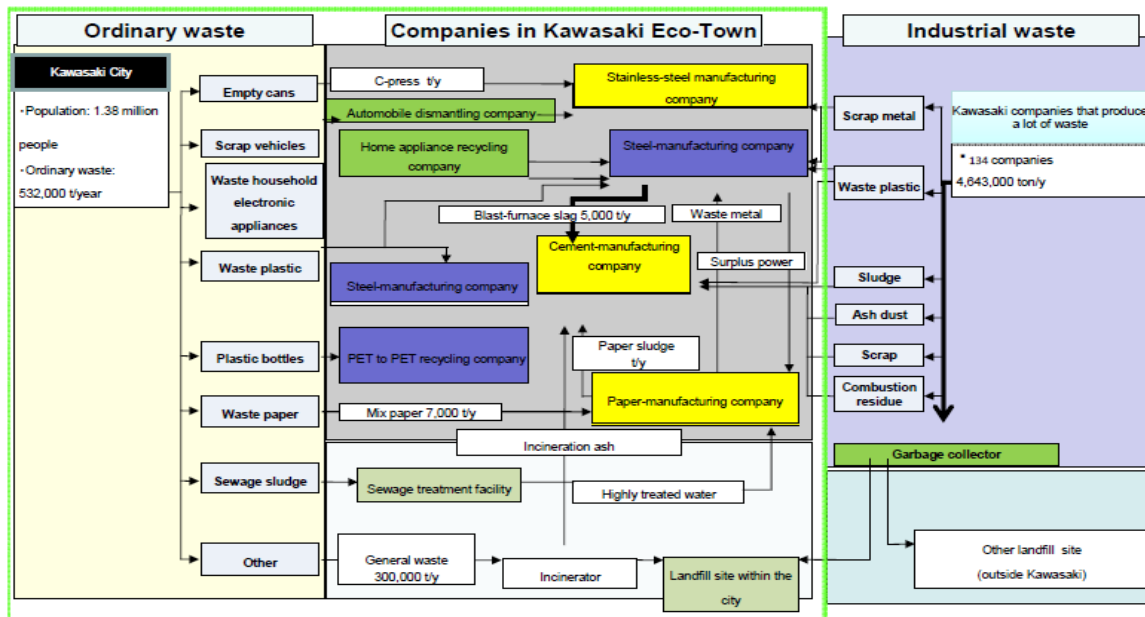 Ordinary waste
Companies in Kawasaki Eco-Town
Industrial waste
Kawasaki City
・Population: 1.38 million
people
・Ordinary waste:
532,000 t/year
Empty cans
Scrap vehicles
Waste household
electronic
appliances
Waste plastic
Plastic bottles
Waste paper
Sewage sludge
Other
C-press t/y
Stainless-steel manufacturing
company
Automobile dismantling company
Home appliance recycling
company
Steel-manufacturing company
Blast-furnace slag 5,000 t/y
Waste metal
Cement-manufacturing
company
Surplus power
Steel-manufacturing company
PET to PET recycling company
Paper sludge
t/y
Paper-manufacturing company
Mix paper 7,000 t/y
Incineration ash
Sewage treatment facility
Highly treated water
General waste
300,000 t/y
Incinerator
Landfill site within the
city
Scrap metal
Waste plastic
Sludge
Ash dust
Scrap
Combustion
residue
Kawasaki companies that produce
a lot of waste
* 134 companies
4,643,000 ton/y
Garbage collector
Other landfill site
(outside Kawasaki)